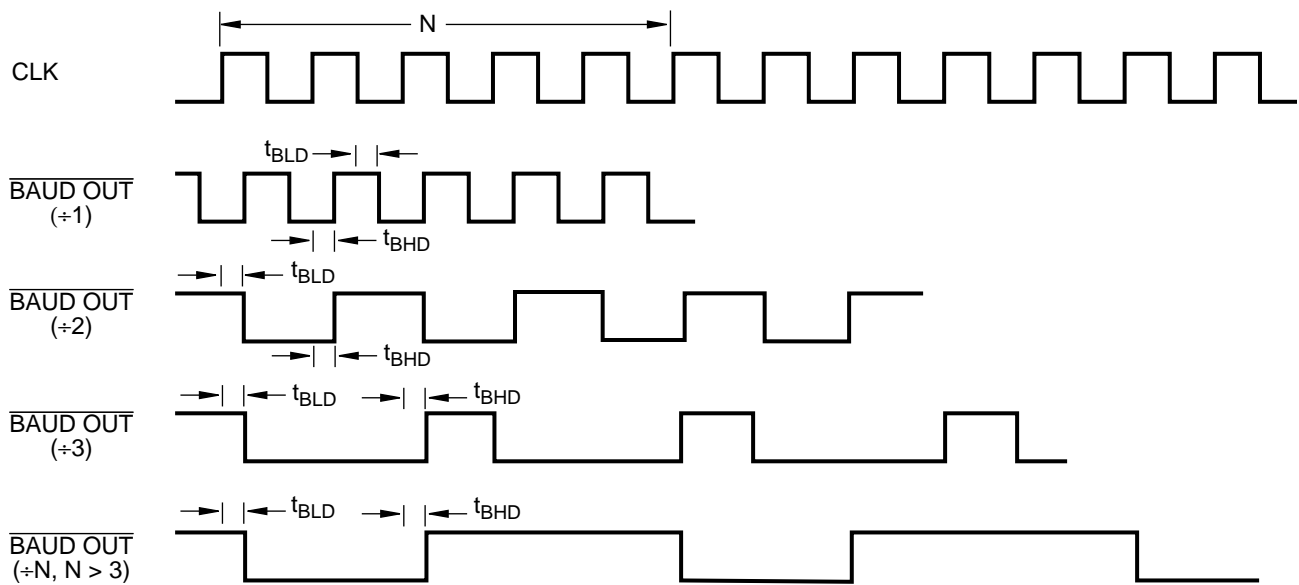 N
CLK
tBLD
BAUD OUT
(÷1)
tBHD
tBLD
BAUD OUT
(÷2)
tBHD
tBLD
tBHD
BAUD OUT
(÷3)
tBLD
tBHD
BAUD OUT
(÷N, N > 3)